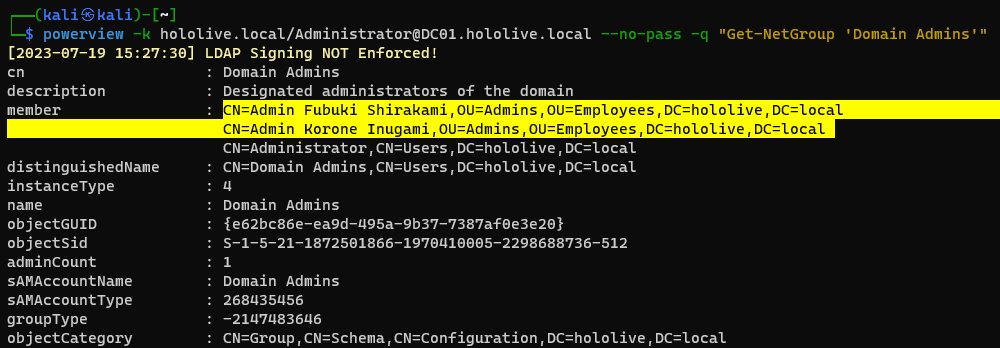 ┌──(kali㉿kali)-[~]
└─$ powerview -k hololive.local/Administrator@DC01.hololive.local --no-pass -q "Get-NetGroup 'Domain Admins'"
[2023-07-19 15:27:30] LDAP Signing NOT Enforced!
cn                     : Domain Admins
description            : Designated administrators of the domain
member                 : CN=Admin Fubuki Shirakami,OU=Admins,OU=Employees,DC=hololive,DC=local
                         CN=Admin Korone Inugami,OU=Admins,OU=Employees,DC=hololive,DC=local
                         CN=Administrator,CN=Users,DC=hololive,DC=local
distinguishedName      : CN=Domain Admins,CN=Users,DC=hololive,DC=local
instanceType           : 4
name                   : Domain Admins
objectGUID             : {e62bc86e-ea9d-495a-9b37-7387af0e3e20}
objectSid              : S-1-5-21-1872501866-1970410005-2298688736-512
adminCount             : 1
sAMAccountName         : Domain Admins
sAMAccountType         : 268435456
groupType              : -2147483646
objectCategory         : CN=Group,CN=Schema,CN=Configuration,DC=hololive,DC=local